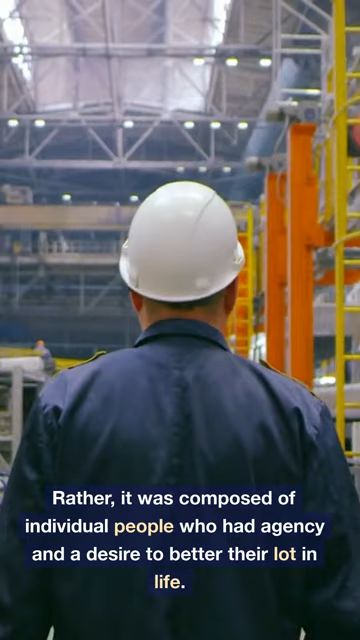 Rather, it was composed of
individual people who had agency
and a desire to better their lot in
life.